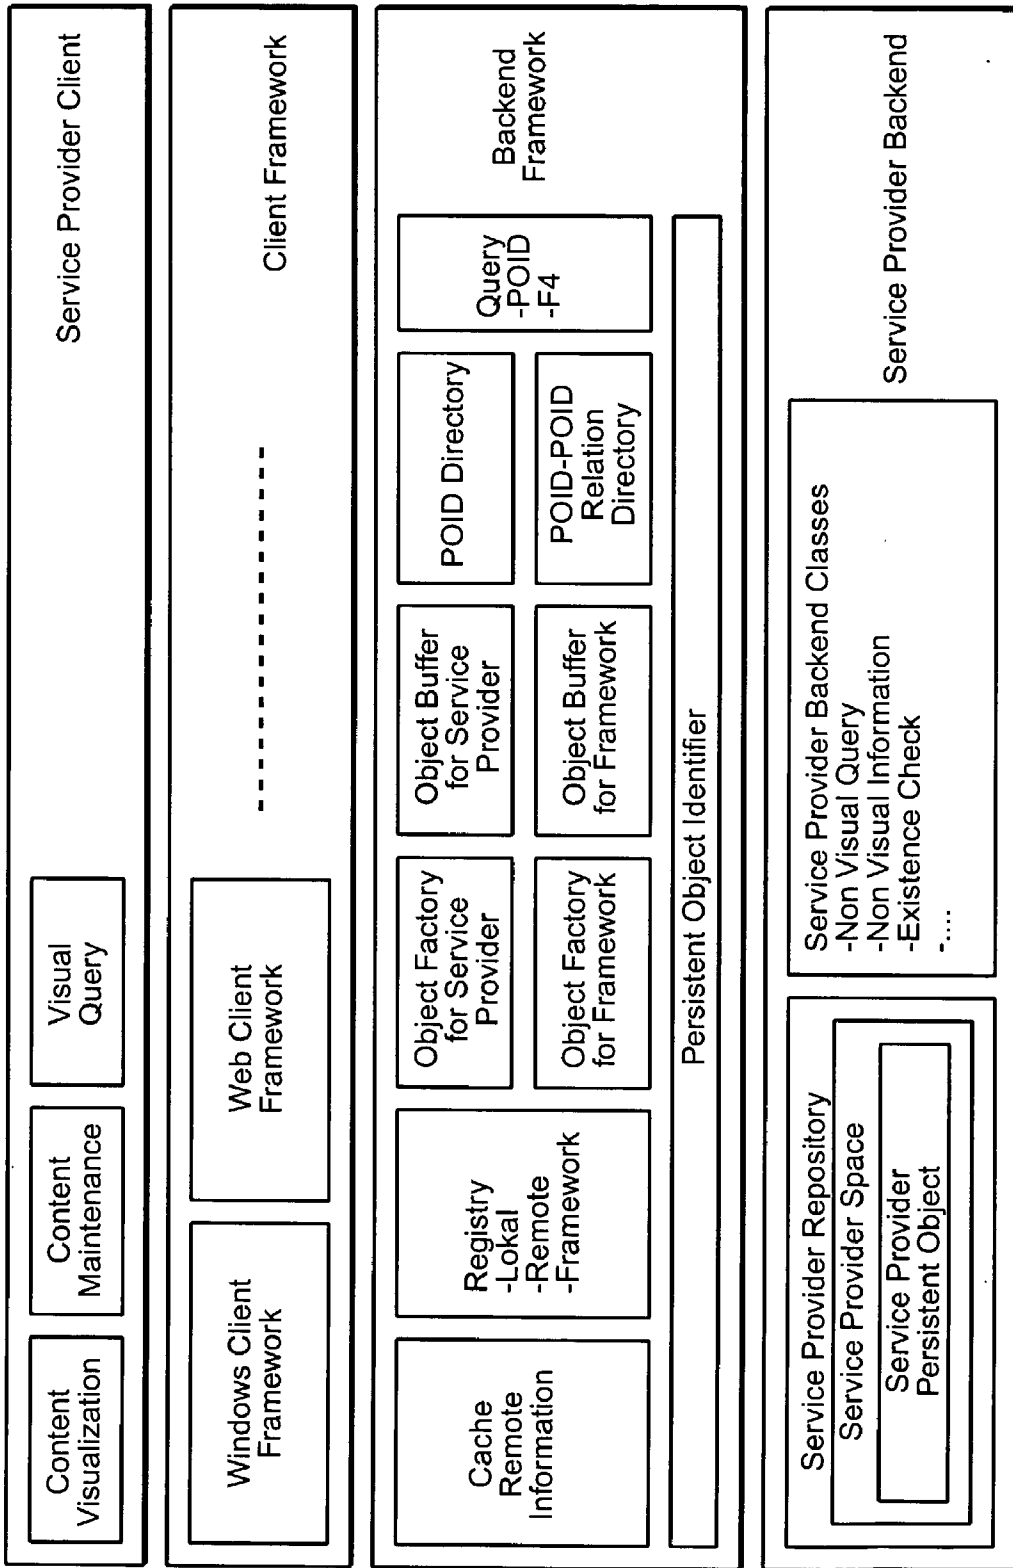 Content
Visualization
Content
Maintenance
Visual
Query
Service Provider Client
Windows Client
Framework
Web Client
Framework
Client Framework
Cache
Remote
Information
Registry
-Lokal
-Remote
-Framework
Object Factory
for Service
Provider
Object Factory
for Framework
Object Buffer
for Service
Provider
Object Buffer
for Framework
POID Directory
POID-POID
Relation
Directory
Query
-POID
-F4
Backend
Framework
Persistent Object Identifier
Service Provider Repository
Service Provider Space
Service Provider
Persistent Object
Service Provider Backend Classes
-Non Visual Query
-Non Visual Information
-Existence Check
-....
Service Provider Backend